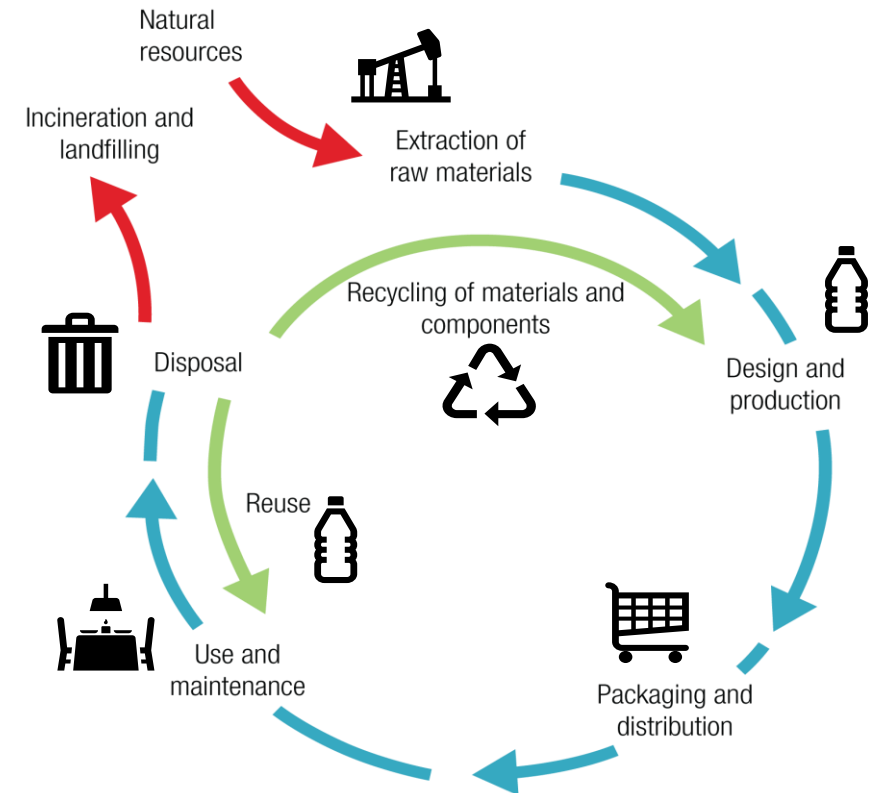 Natural
resources
Incineration and
landfilling
Extraction of
raw materials
Recycling of materials and
components
Disposal
Design and
production
Reuse
Use and
maintenance
Packaging and
distribution